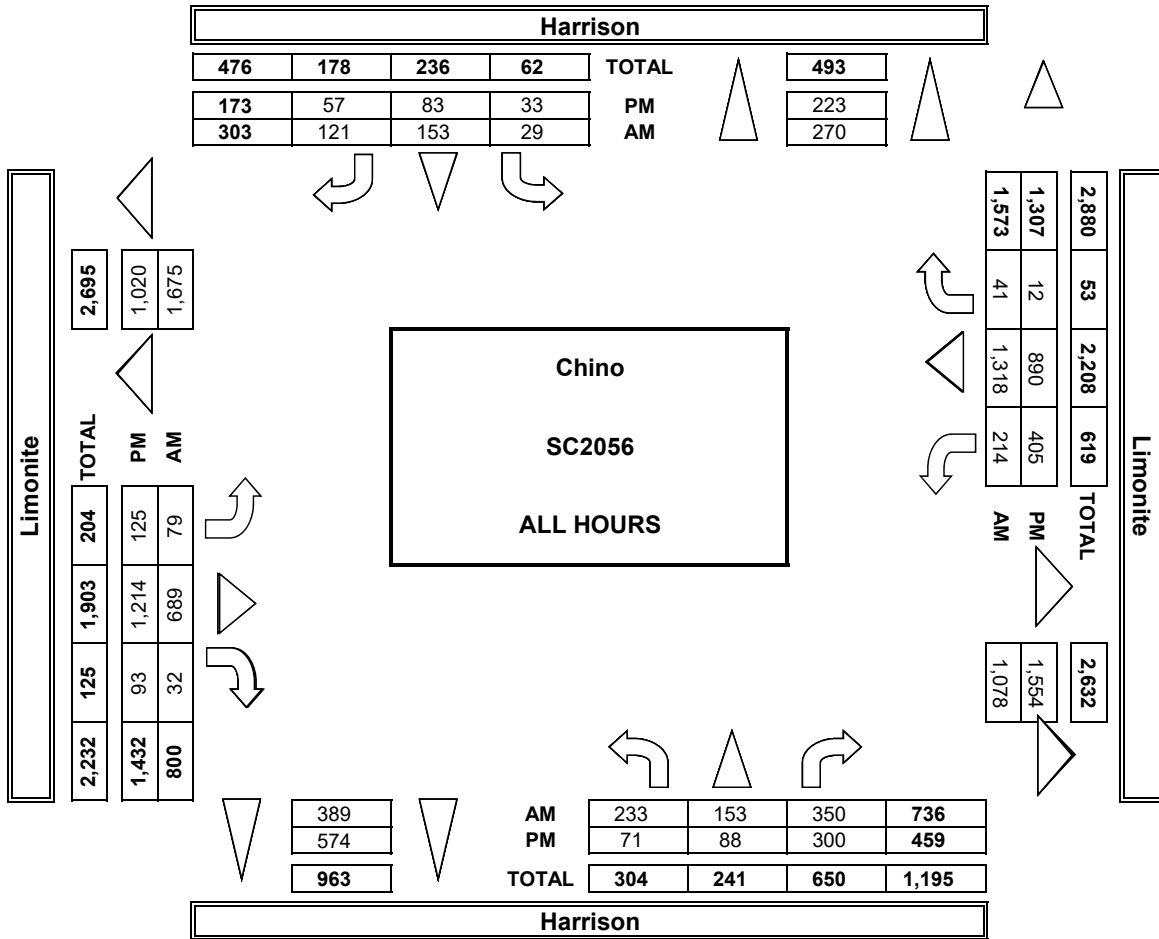 Harrison
476 178 236 62 TOTAL 493
173 57 83 33 PM 223
303 121 153 29 AM 270
Limonite
2,695
1,020
1,675
TOTAL
PM
AM
204 125 79
1,903 1,214 689
125 93 32
2,232 1,432 800
Chino
SC2056
ALL HOURS
1,573 1,307 2,880
41 12 53
1,318 890 2,208
214 405 619
AM PM TOTAL
1,078 1,554 2,632
Limonite
389 AM 233 153 350 736
574 PM 71 88 300 459
963 TOTAL 304 241 650 1,195
Harrison